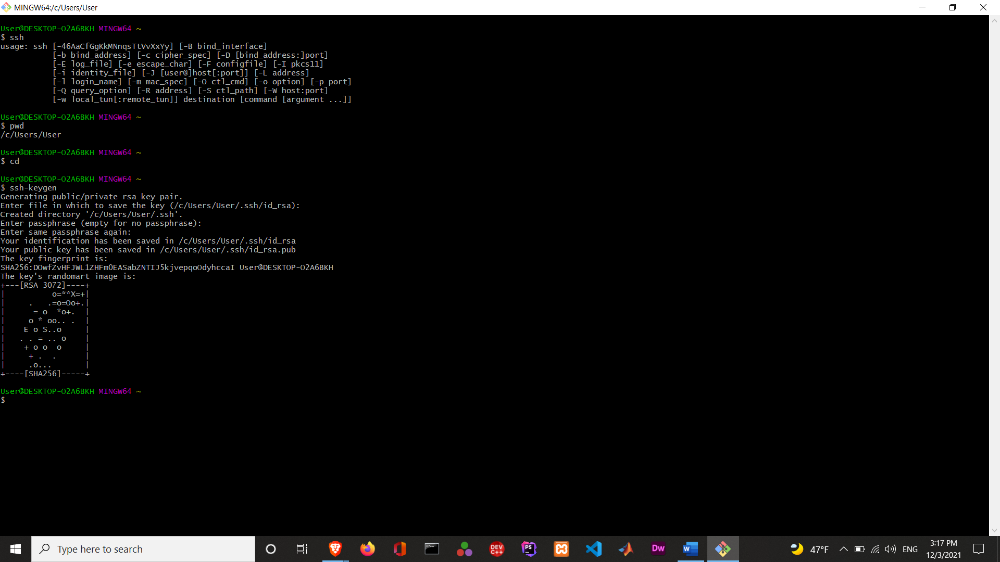 MINGW64:/c/Users/User
User@DESKTOP-O2A6BKH MINGW64 ~
$ ssh
usage: ssh [-46AaCfGgKkMNnqsTtVvXxYy] [-B bind_interface]
           [-b bind_address] [-c cipher_spec] [-D [bind_address:]port]
           [-E log_file] [-e escape_char] [-F configfile] [-I pkcs11]
           [-i identity_file] [-J [user@]host[:port]] [-L address]
           [-l login_name] [-m mac_spec] [-O ctl_cmd] [-o option] [-p port]
           [-Q query_option] [-R address] [-S ctl_path] [-W host:port]
           [-w local_tun[:remote_tun]] destination [command [argument ...]]
User@DESKTOP-O2A6BKH MINGW64 ~
$ pwd
/c/Users/User
User@DESKTOP-O2A6BKH MINGW64 ~
$ cd
User@DESKTOP-O2A6BKH MINGW64 ~
$ ssh-keygen
Generating public/private rsa key pair.
Enter file in which to save the key (/c/Users/User/.ssh/id_rsa):
Created directory '/c/Users/User/.ssh'.
Enter passphrase (empty for no passphrase):
Enter same passphrase again:
Your identification has been saved in /c/Users/User/.ssh/id_rsa
Your public key has been saved in /c/Users/User/.ssh/id_rsa.pub
The key fingerprint is:
SHA256:DOwfZvHFJWL1ZHFmOEASabZNTIJ5kjvepqoOdyhccaI User@DESKTOP-O2A6BKH
The key's randomart image is:
+---[RSA 3072]----+
|          o=**X=+|
|     .   .=o=Oo+.|
|      = o  *o+.  |
|     o * oo.. .  |
|    E o S..o     |
|   . . = .. o    |
|    + o o  o     |
|     + .  .      |
|     .o...       |
+----[SHA256]-----+
User@DESKTOP-O2A6BKH MINGW64 ~
$
Type here to search
DEV C++
PS
Dw
W
47°F
ENG
3:17 PM
12/3/2021